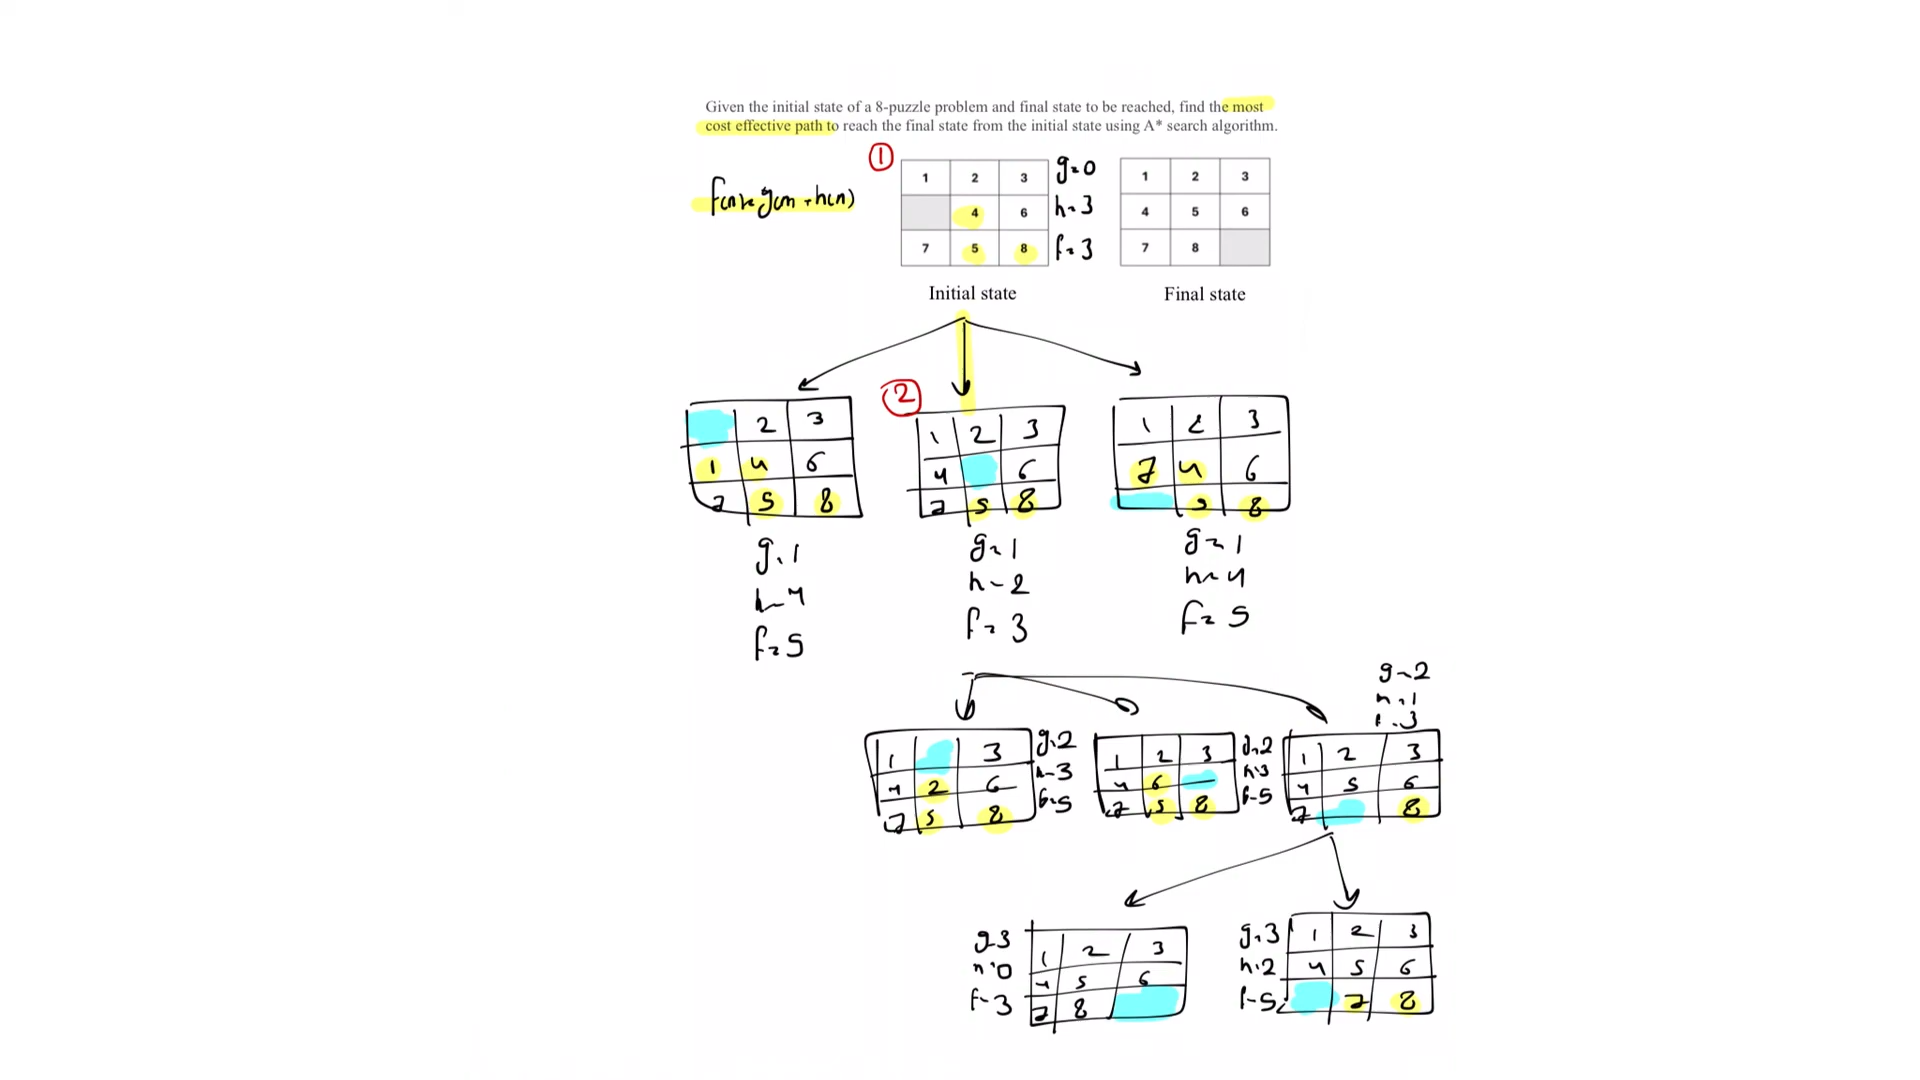 Given the initial state of a 8-puzzle problem and final state to be reached, find the most
cost effective path to reach the final state from the initial state using A* search algorithm.
①
f(n) = g(n) + h(n)
1 2 3
4 6
7 5 8
g=0
h=3
f=3
1 2 3
4 5 6
7 8
Initial state
Final state
2 3
1 4 6
7 5 8
g=1
h=4
f=5
②
1 2 3
4 6
7 5 8
g=1
h=2
f=3
1 2 3
7 4 6
5 8
g=1
h=4
f=5
1 3
4 2 6
7 5 8
g=2
h=3
f=5
1 2 3
4 6
7 5 8
g=2
h=3
f=5
g=2
h=1
f=3
1 2 3
4 5 6
7 8
g=3
h=0
f=3
1 2 3
4 5 6
7 8
g=3
h=2
f=5
1 2 3
4 5 6
7 8